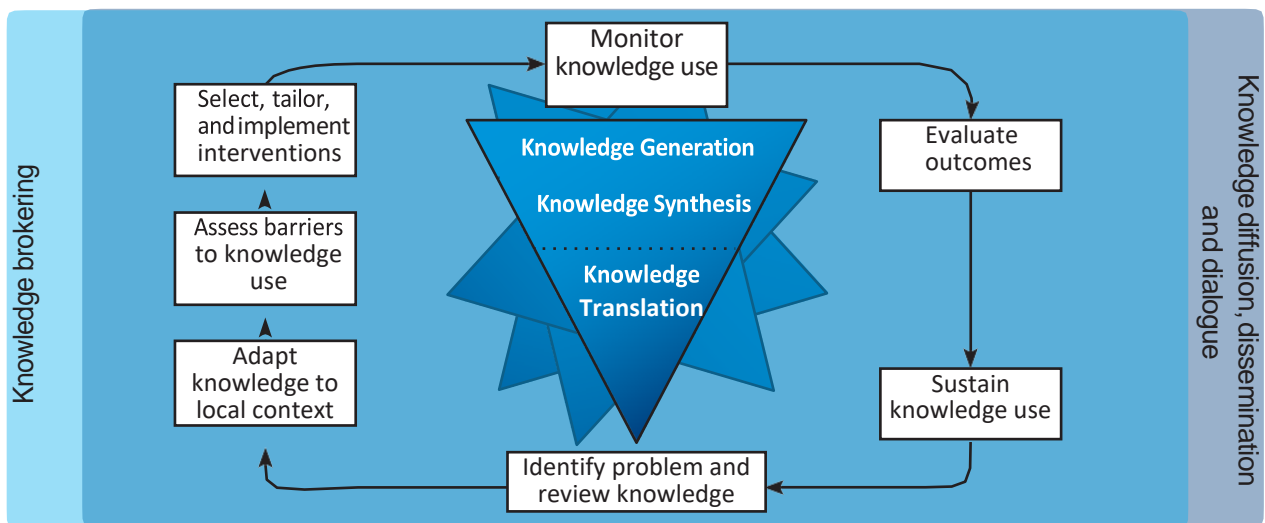 Knowledge brokering
Monitor
knowledge use
Select, tailor,
and implement
interventions
Assess barriers
to knowledge
use
Adapt
knowledge to
local context
Knowledge Generation
Knowledge Synthesis
Knowledge
Translation
Evaluate
outcomes
Sustain
knowledge use
Identify problem and
review knowledge
Knowledge diffusion, dissemination
and dialogue